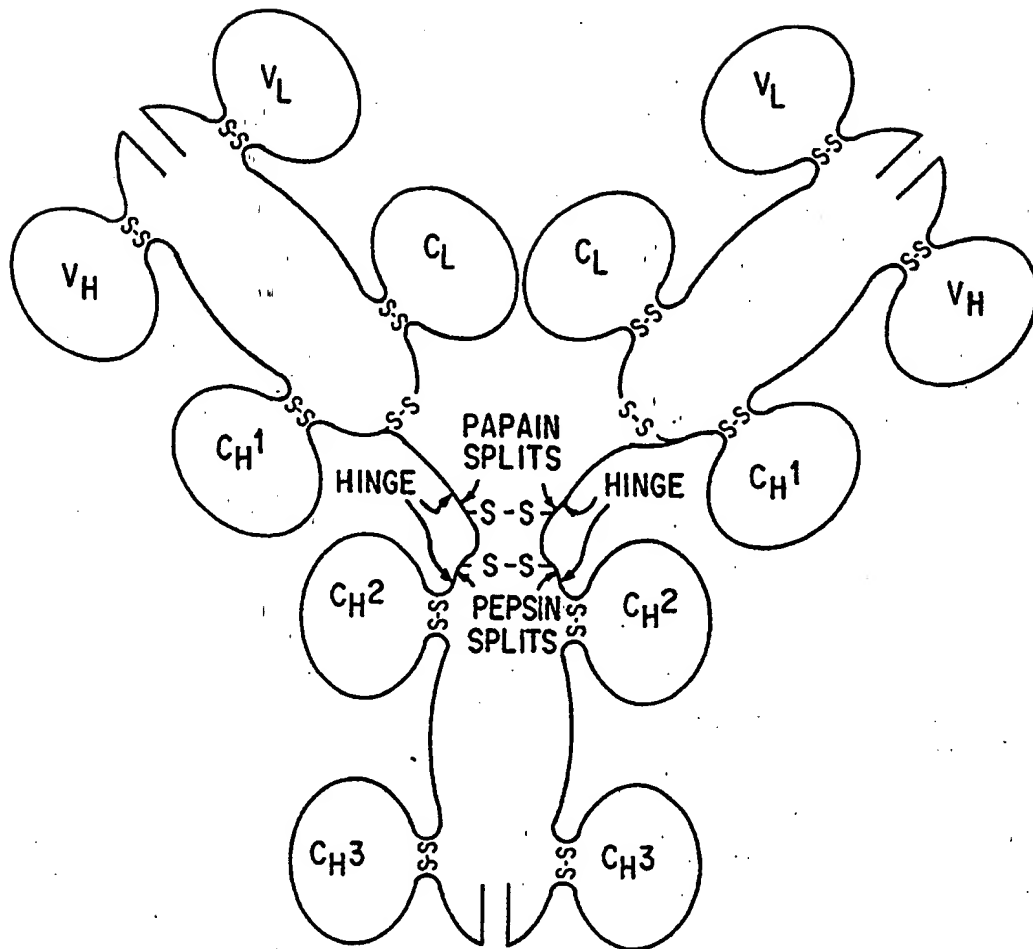 VL
VL
S-S
S-S
CL
CL
VH
S-S
S-S
VH
S-S
S-S
S-S
S-S
S-S
S-S
CH1
CH1
PAPAIN
SPLITS
HINGE
HINGE
S-S
S-S
CH2
CH2
S-S
S-S
PEPSIN
SPLITS
CH3
CH3
S-S
S-S